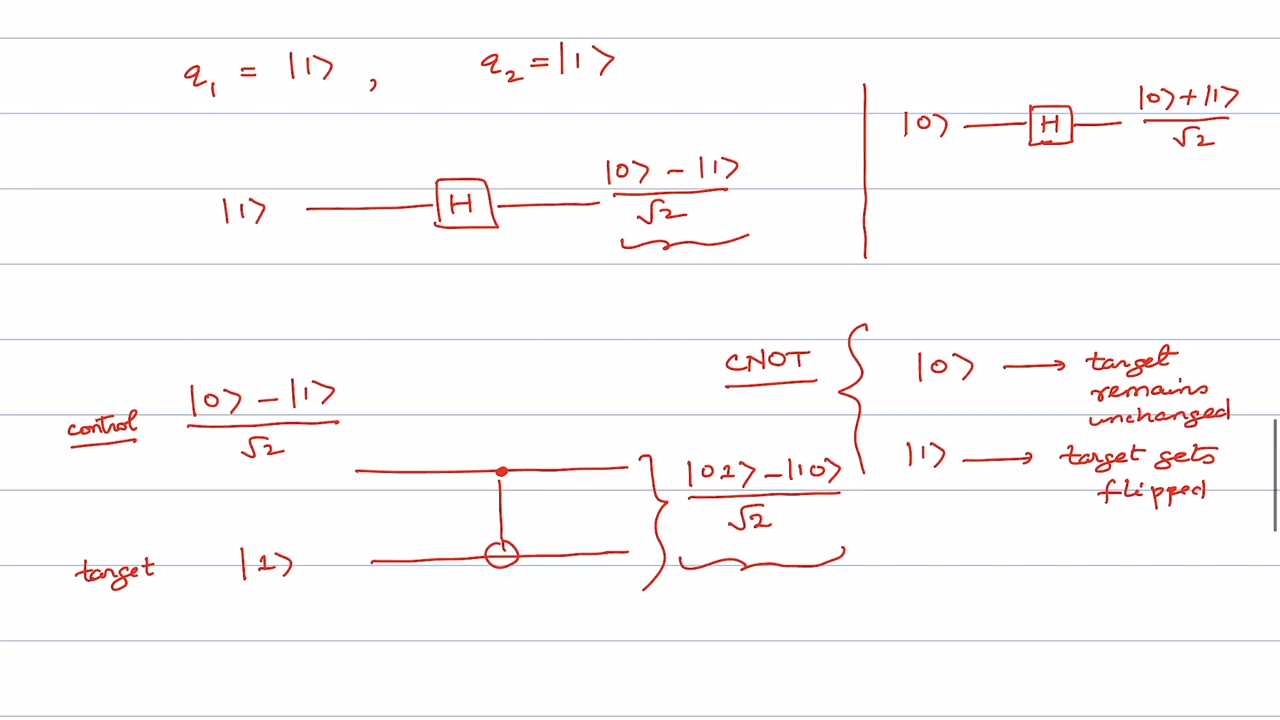 q₁ = |1⟩ , q₂ = |1⟩
|0⟩ H |0⟩ + |1⟩ / √2
|1⟩ H |0⟩ - |1⟩ / √2
CNOT
|0⟩ → target
remains
unchanged
|1⟩ → target gets
flipped
control |0⟩ - |1⟩ / √2
target |1⟩
|01⟩ - |10⟩ / √2